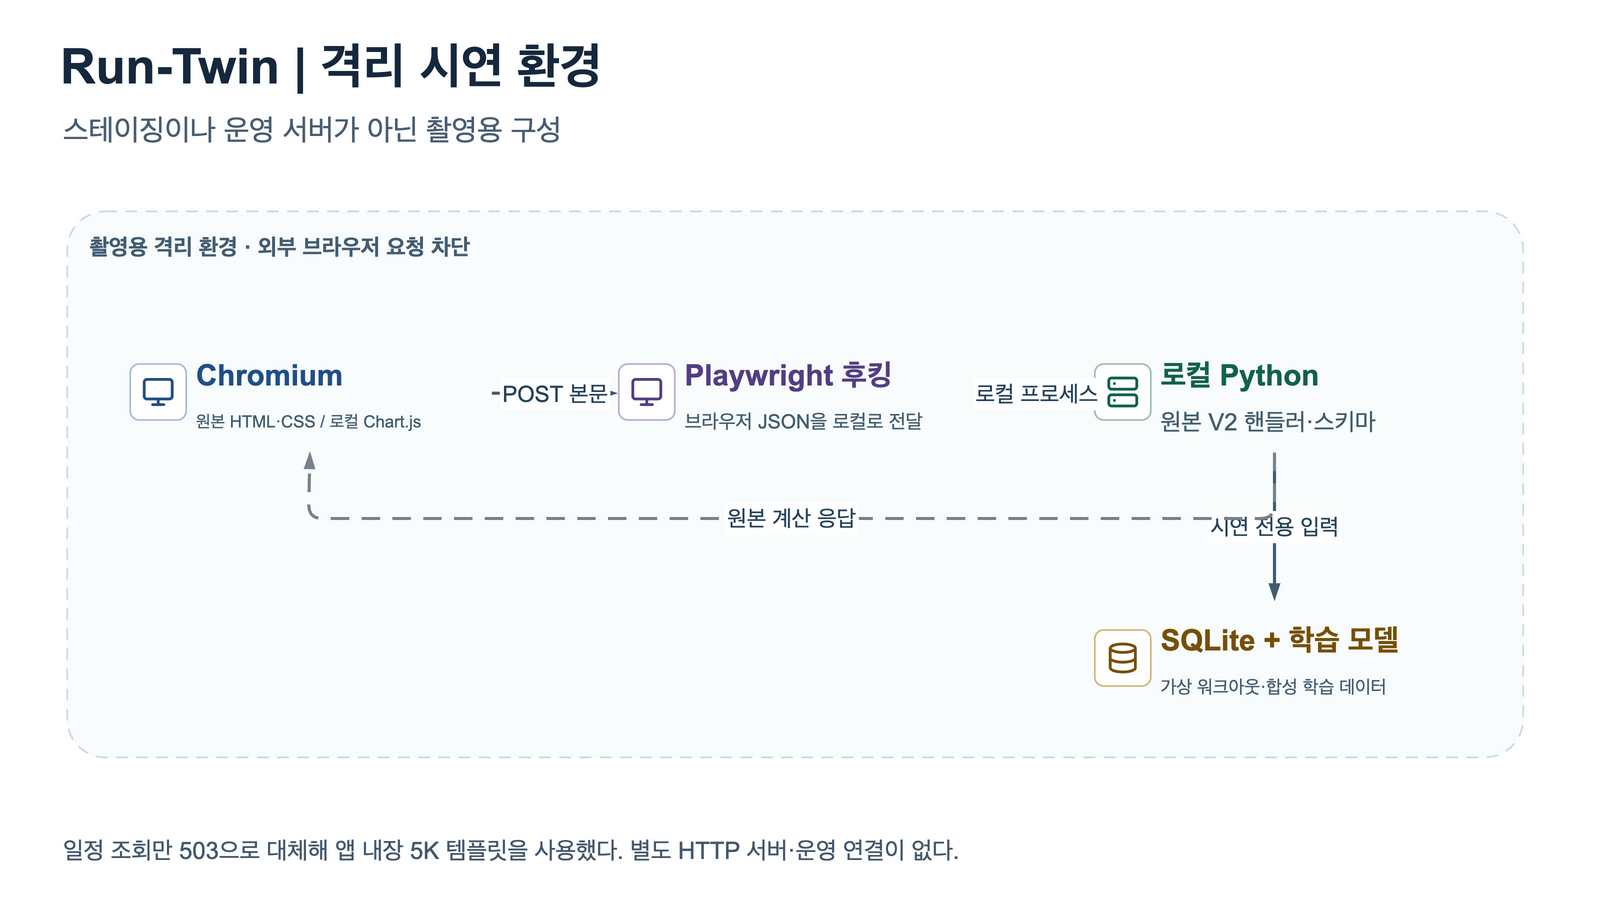 Run-Twin | 격리 시연 환경
스테이징이나 운영 서버가 아닌 촬영용 구성
촬영용 격리 환경 · 외부 브라우저 요청 차단
Chromium
원본 HTML·CSS / 로컬 Chart.js
POST 본문
Playwright 후킹
브라우저 JSON을 로컬로 전달
로컬 프로세스
로컬 Python
원본 V2 핸들러·스키마
원본 계산 응답
시연 전용 입력
SQLite + 학습 모델
가상 워크아웃·합성 학습 데이터
일정 조회만 503으로 대체해 앱 내장 5K 템플릿을 사용했다. 별도 HTTP 서버·운영 연결이 없다.